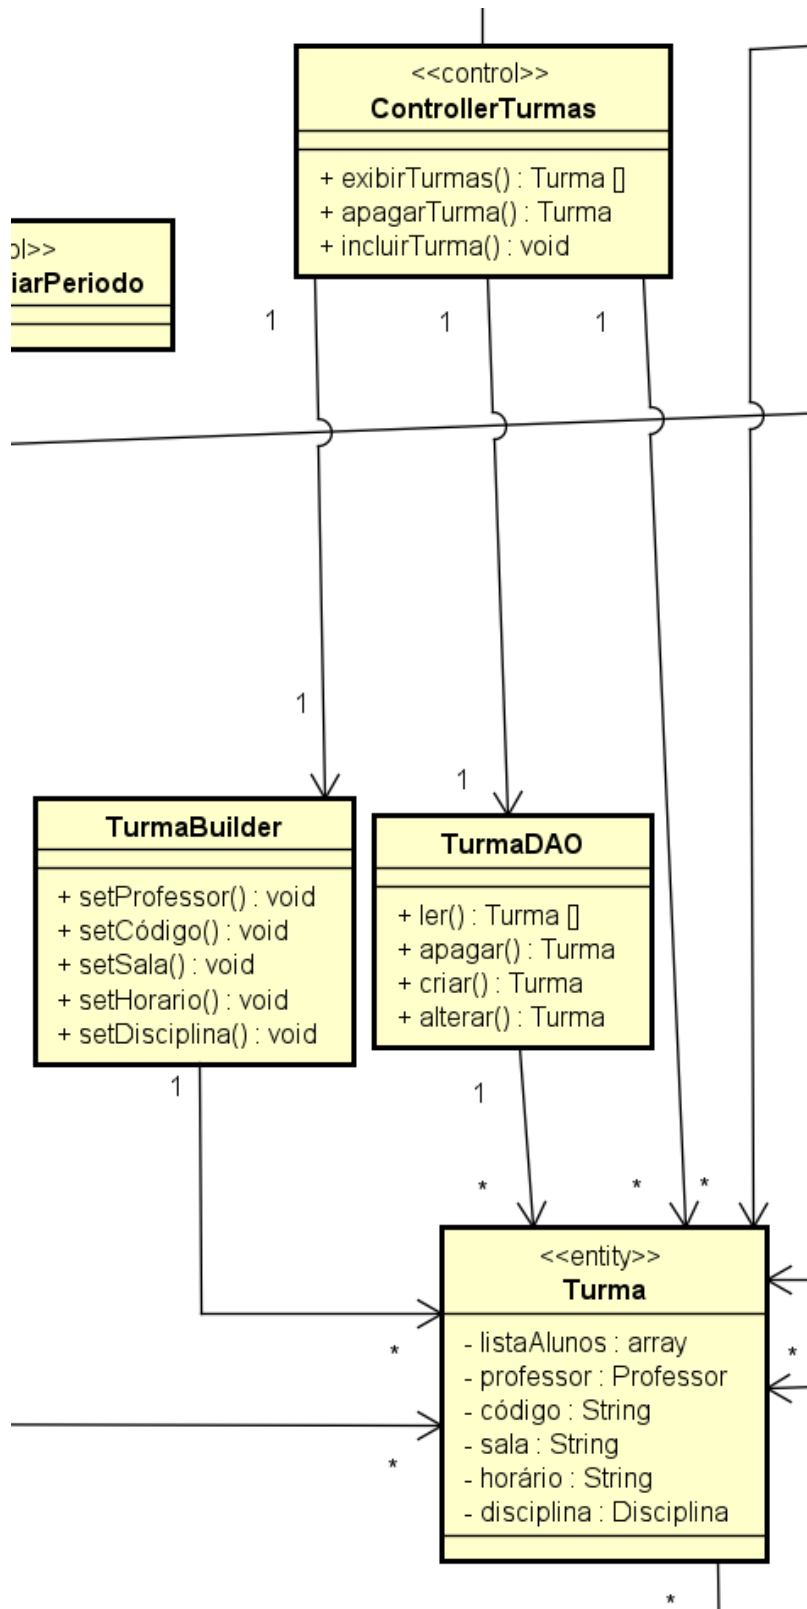 <<control>>
ControllerTurmas
+ exibirTurmas() : Turma []
+ apagarTurma() : Turma
+ incluirTurma() : void
ol>>
iarPeriodo
1
1
1
1
1
TurmaBuilder
+ setProfessor() : void
+ setCódigo() : void
+ setSala() : void
+ setHorario() : void
+ setDisciplina() : void
TurmaDAO
+ ler() : Turma []
+ apagar() : Turma
+ criar() : Turma
+ alterar() : Turma
1
1
*
*
*
<<entity>>
Turma
- listaAlunos : array
- professor : Professor
- código : String
- sala : String
- horário : String
- disciplina : Disciplina
*
*
*
*